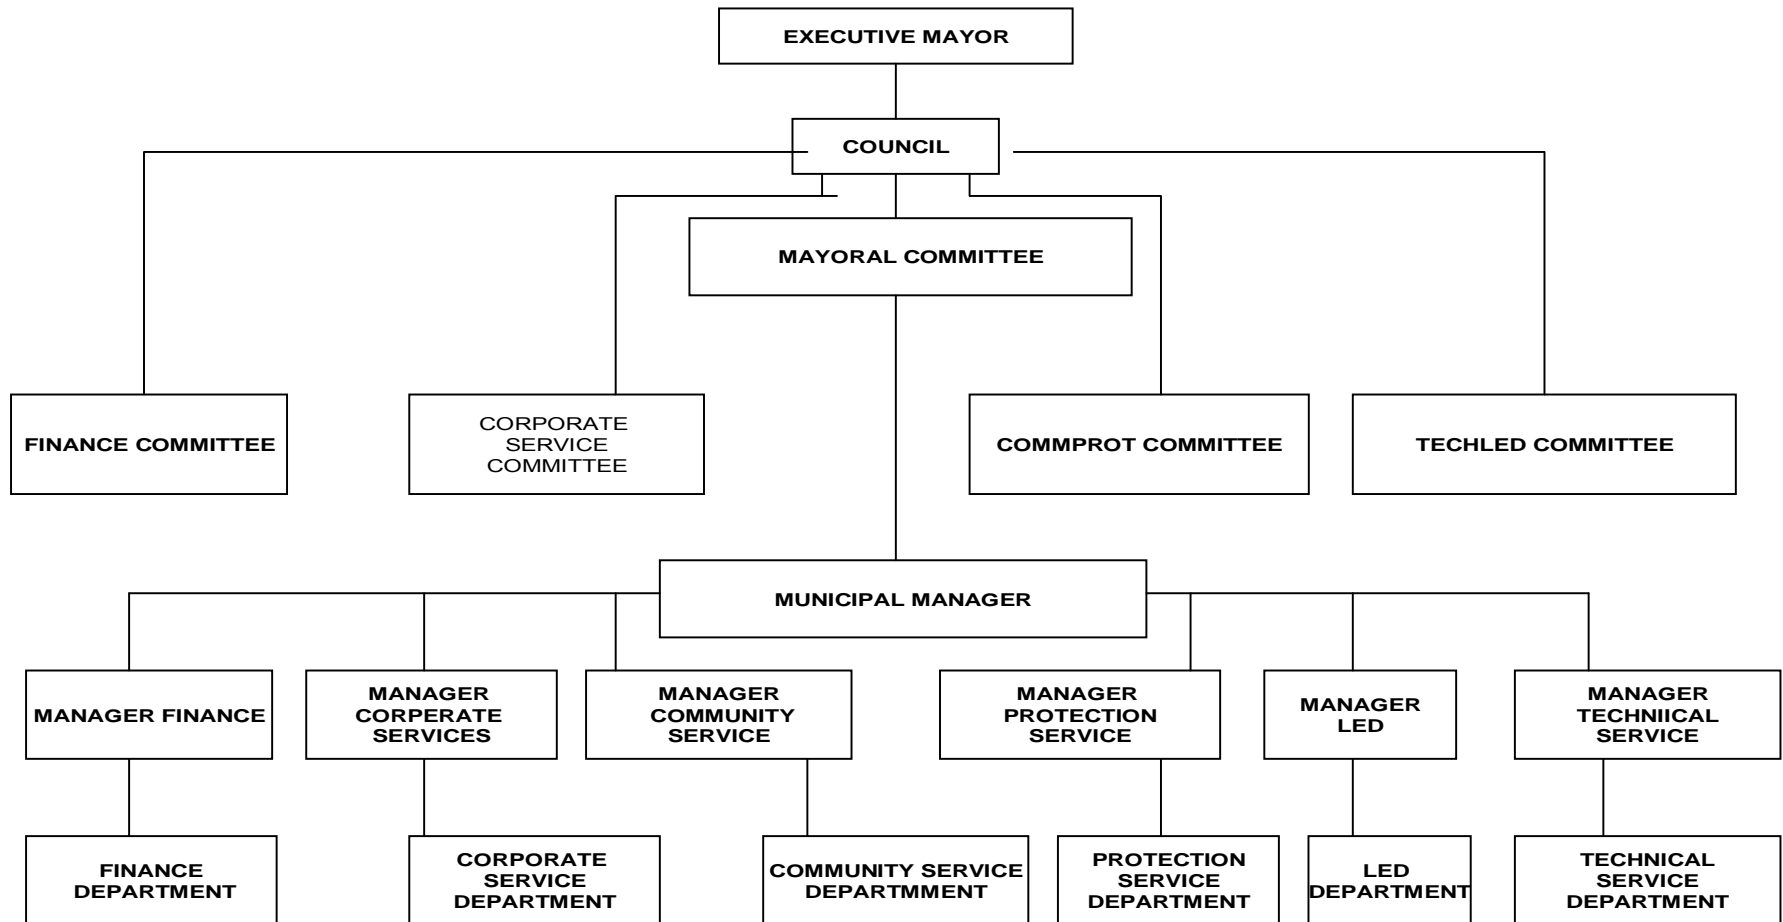 EXECUTIVE MAYOR
COUNCIL
MAYORAL COMMITTEE
FINANCE COMMITTEE
CORPORATE
SERVICE
COMMITTEE
COMMPROT COMMITTEE
TECHLED COMMITTEE
MUNICIPAL MANAGER
MANAGER FINANCE
MANAGER
CORPERATE
SERVICES
MANAGER
COMMUNITY
SERVICE
MANAGER
PROTECTION
SERVICE
MANAGER
LED
MANAGER
TECHNIICAL
SERVICE
FINANCE
DEPARTMENT
CORPORATE
SERVICE
DEPARTMENT
COMMUNITY SERVICE
DEPARTMMENT
PROTECTION
SERVICE
DEPARTMENT
LED
DEPARTMENT
TECHNICAL
SERVICE
DEPARTMENT